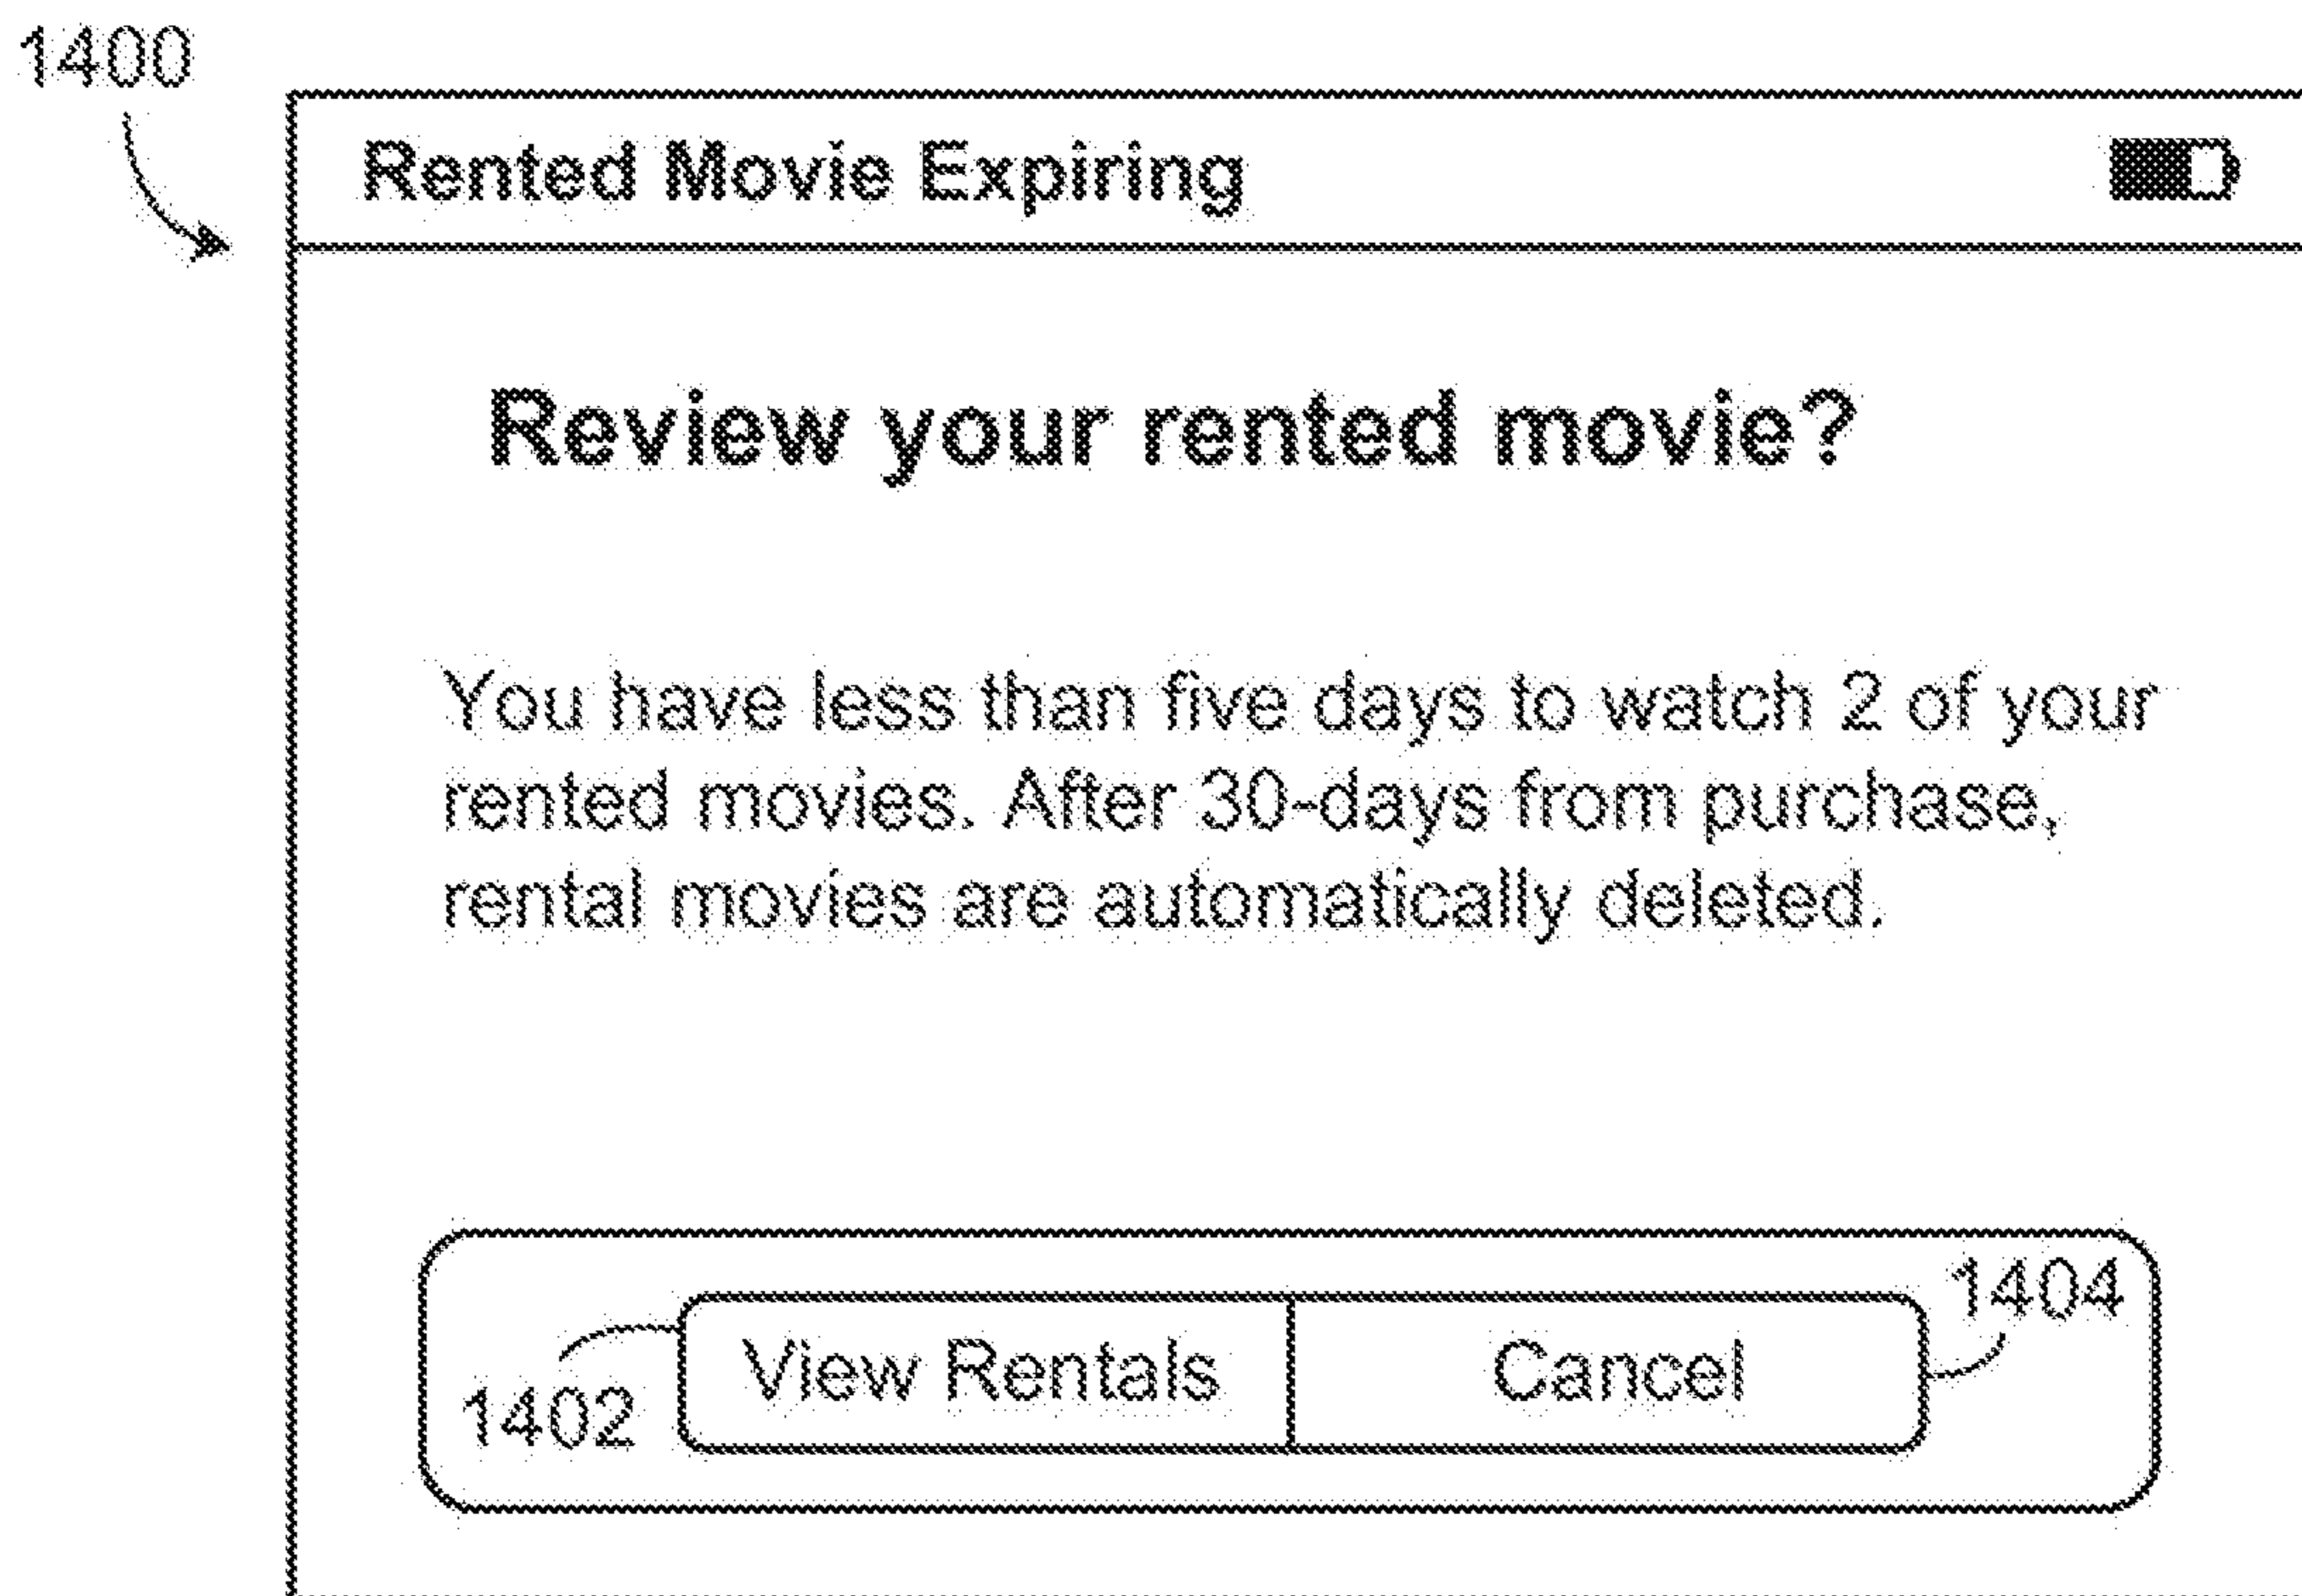 1400
Rented Movie Expiring
Review your rented movie?
You have less than five days to watch 2 of your
rented movies. After 30-days from purchase,
rental movies are automatically deleted.
1404
View Rentals Cancel
1402